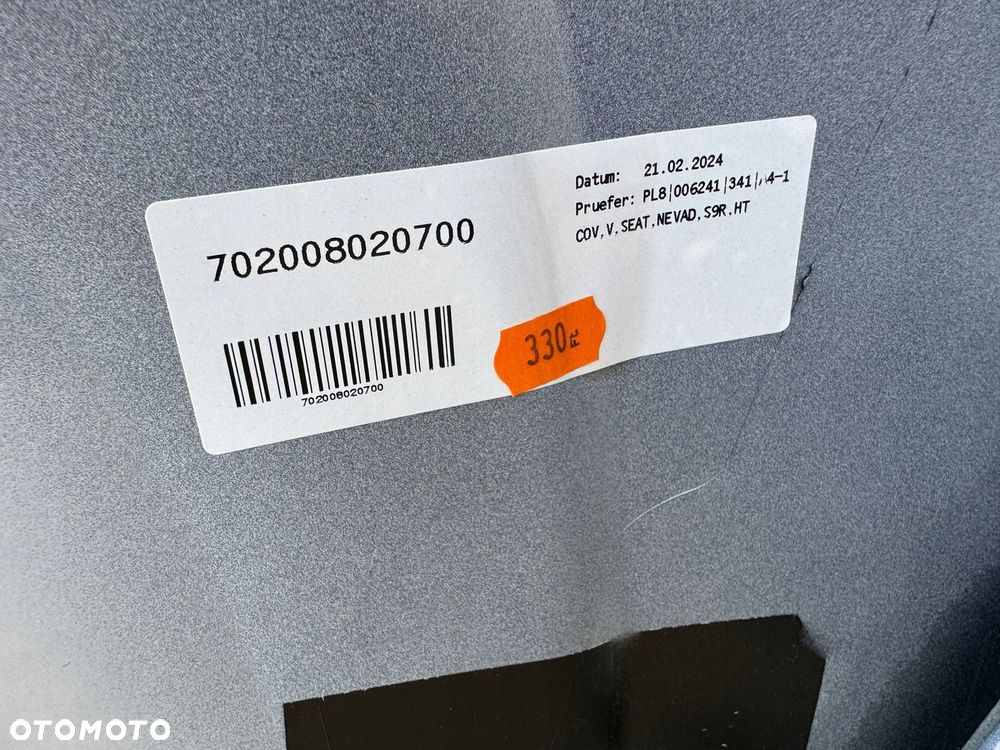 Datum: 21.02.2024
Pruefer: PL8|006241|341|
COV,V,SEAT,NEVAD,S9R,HT
702008020700
702008020700
330
OTOMOTO